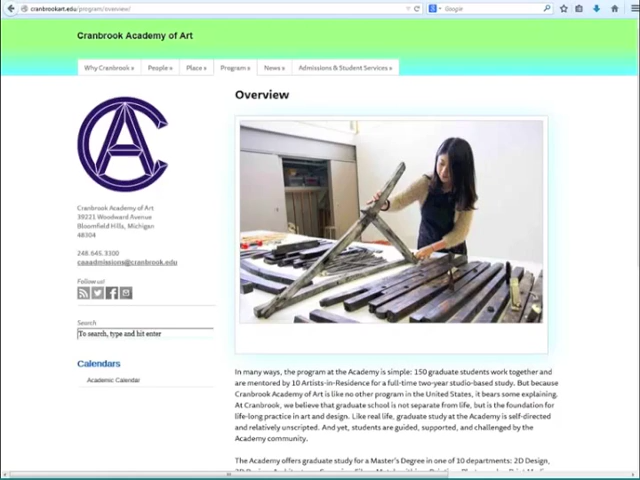 cranbrookart.edu/program/overview/
Google
Cranbrook Academy of Art
Why Cranbrook »
People »
Place »
Program »
News »
Admissions & Student Services »
CA
Cranbrook Academy of Art
39221 Woodward Avenue
Bloomfield Hills, Michigan
48304
248.645.3300
caaadmissions@cranbrook.edu
Follow us!
Search
To search, type and hit enter
Calendars
Academic Calendar
Overview
In many ways, the program at the Academy is simple: 150 graduate students work together and
are mentored by 10 Artists-in-Residence for a full-time two-year studio-based study. But because
Cranbrook Academy of Art is like no other program in the United States, it bears some explaining.
At Cranbrook, we believe that graduate school is not separate from life, but is the foundation for
life-long practice in art and design. Like real life, graduate study at the Academy is self-directed
and relatively unscripted. And yet, students are guided, supported, and challenged by the
Academy community.
The Academy offers graduate study for a Master's Degree in one of 10 departments: 2D Design,